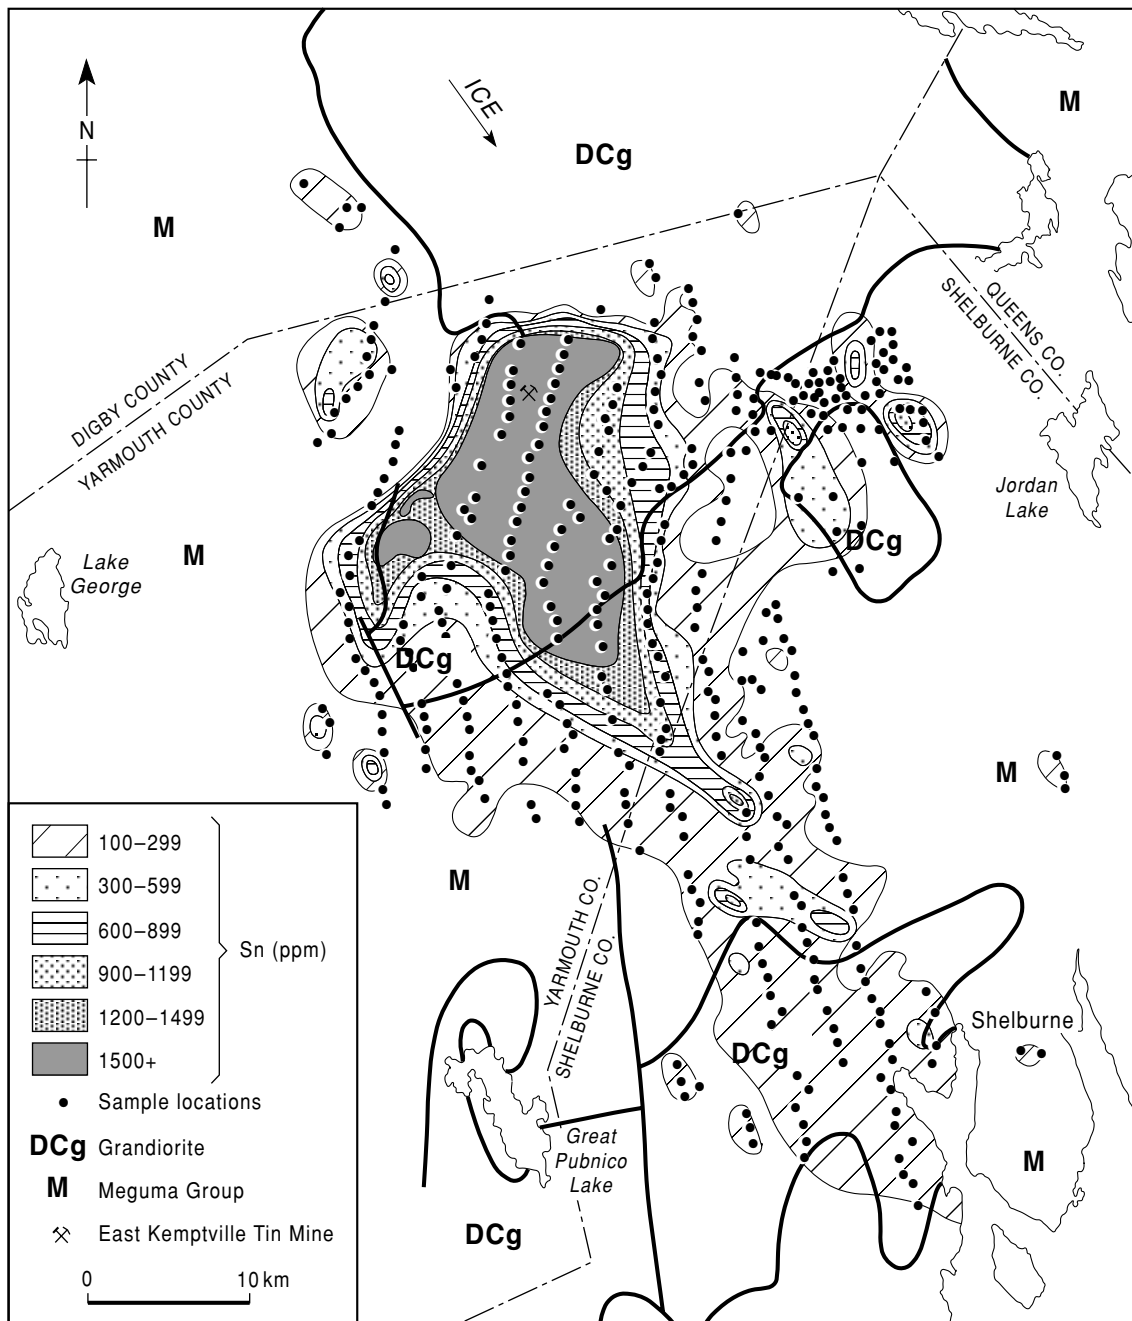 M
N
ICE
DCg
M
QUEENS CO.
SHELBURNE CO.
DIGBY COUNTY
YARMOUTH COUNTY
Jordan
Lake
DCg
M
Lake
George
DCg
M
M
100–299
300–599
600–899
900–1199
1200–1499
1500+
Sn (ppm)
Sample locations
DCg Grandiorite
M Meguma Group
East Kemptville Tin Mine
0 10 km
YARMOUTH CO.
SHELBURNE CO.
Shelburne
DCg
Great
Pubnico
Lake
M
DCg